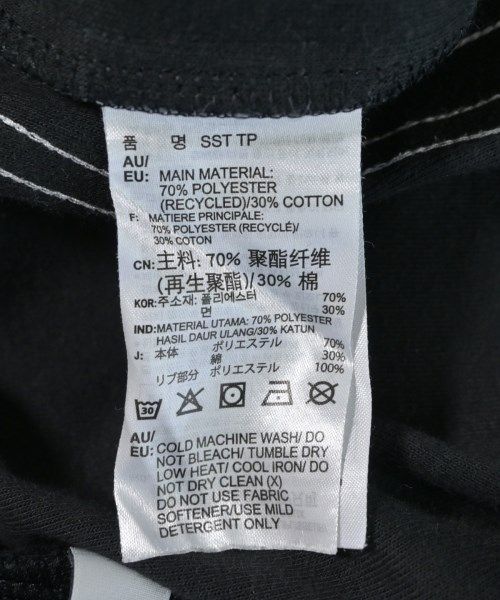 品 名 SST TP
AU/
EU: MAIN MATERIAL:
70% POLYESTER
(RECYCLED)/30% COTTON
F: MATIERE PRINCIPALE:
70% POLYESTER (RECYCLÉ)/
30% COTTON
CN: 主料: 70% 聚酯纤维
(再生聚酯)/30% 棉
KOR: 주소재: 폴리에스터 70%
면 30%
IND: MATERIAL UTAMA: 70% POLYESTER
HASIL DAUR ULANG/30% KATUN
J: 本体 ポリエステル 70%
綿 30%
リブ部分 ポリエステル 100%
30
AU/
EU: COLD MACHINE WASH/ DO
NOT BLEACH/ TUMBLE DRY
LOW HEAT/ COOL IRON/ DO
NOT DRY CLEAN (X)
DO NOT USE FABRIC
SOFTENER/USE MILD
DETERGENT ONLY